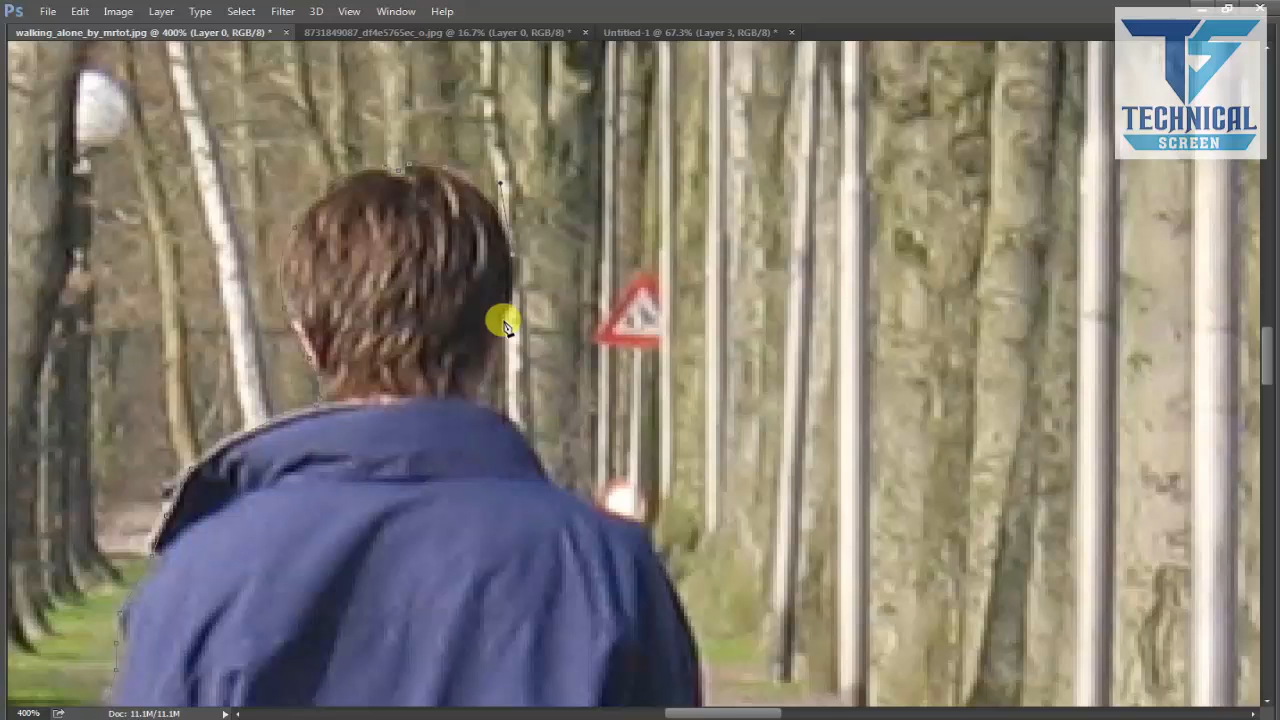 Ps File Edit Image Layer Type Select Filter 3D View Window Help
walking_alone_by_mrtot.jpg @ 400% (Layer 0, RGB/8) * × 8731849087_df4e5765ec_o.jpg @ 16.7% (Layer 0, RGB/8) * × Untitled-1 @ 67.3% (Layer 3, RGB/8) * ×
TS
TECHNICAL
SCREEN
400% Doc: 11.1M/11.1M